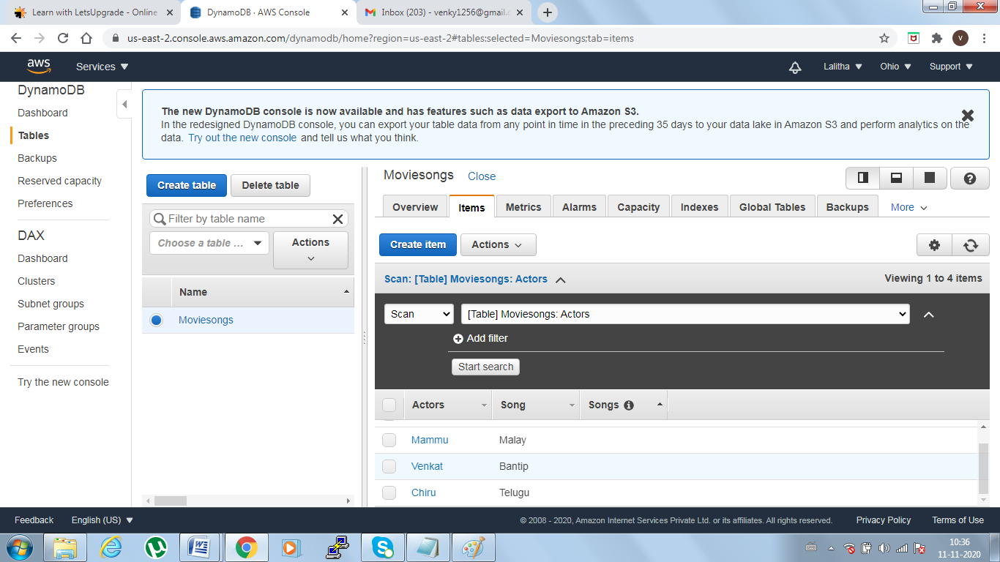 Learn with LetsUpgrade - Online
DynamoDB · AWS Console
Inbox (203) - venky1256@gmail.c
us-east-2.console.aws.amazon.com/dynamodb/home?region=us-east-2#tables:selected=Moviesongs;tab=items
V
aws
Services
Lalitha
Ohio
Support
DynamoDB
Dashboard
Tables
Backups
Reserved capacity
Preferences
DAX
Dashboard
Clusters
Subnet groups
Parameter groups
Events
Try the new console
The new DynamoDB console is now available and has features such as data export to Amazon S3.
In the redesigned DynamoDB console, you can export your table data from any point in time in the preceding 35 days to your data lake in Amazon S3 and perform analytics on the
data. Try out the new console and tell us what you think.
Create table
Delete table
Filter by table name
Choose a table ...
Actions
Name
Moviesongs
Moviesongs Close
Overview
Items
Metrics
Alarms
Capacity
Indexes
Global Tables
Backups
More
Create item
Actions
Scan: [Table] Moviesongs: Actors
Viewing 1 to 4 items
Scan
[Table] Moviesongs: Actors
Add filter
Start search
Actors Song Songs
Mammu Malay
Venkat Bantip
Chiru Telugu
Feedback
English (US)
© 2008 - 2020, Amazon Internet Services Private Ltd. or its affiliates. All rights reserved.
Privacy Policy
Terms of Use
10:36
11-11-2020